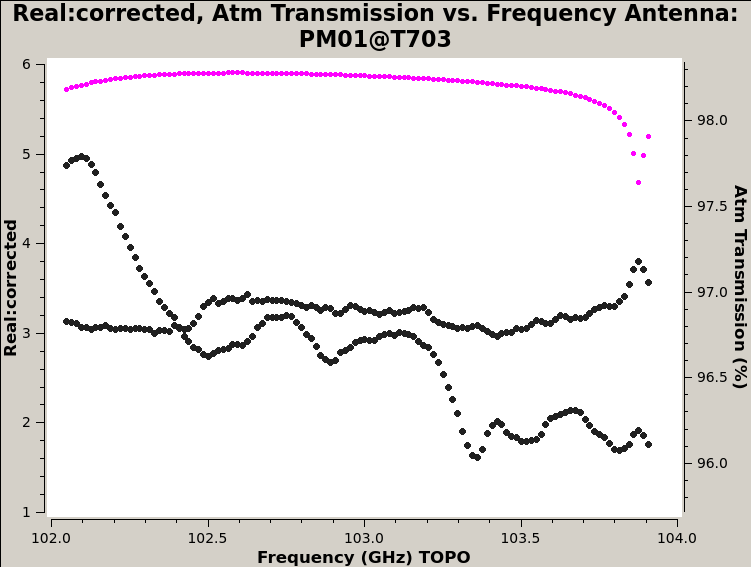 Real:corrected, Atm Transmission vs. Frequency Antenna:
PM01@T703
6
5
4
3
2
1
Real:corrected
98.0
97.5
97.0
96.5
96.0
Atm Transmission (%)
102.0 102.5 103.0 103.5 104.0
Frequency (GHz) TOPO